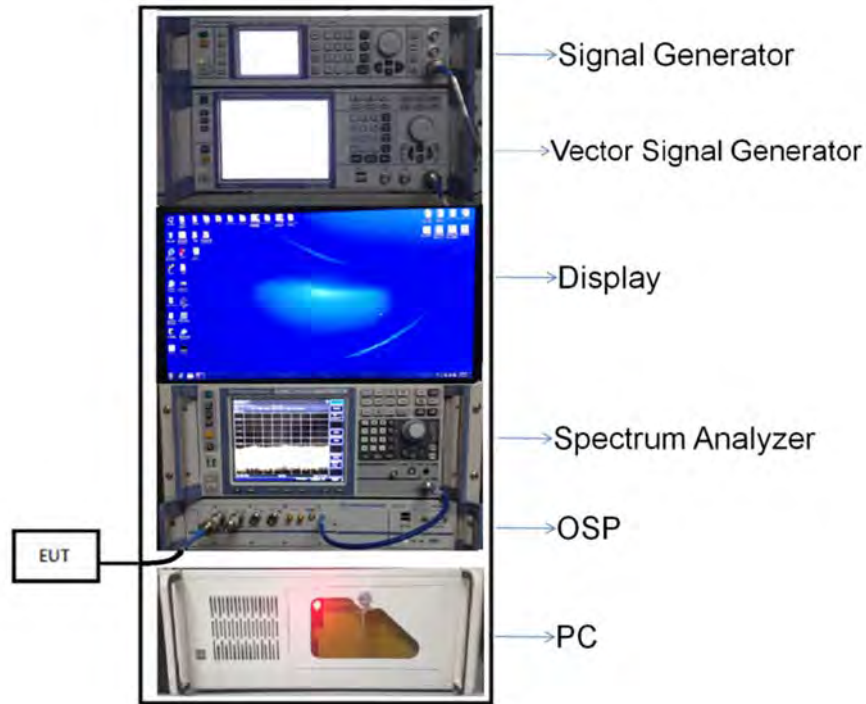 Signal Generator
Vector Signal Generator
Display
Spectrum Analyzer
OSP
EUT
PC